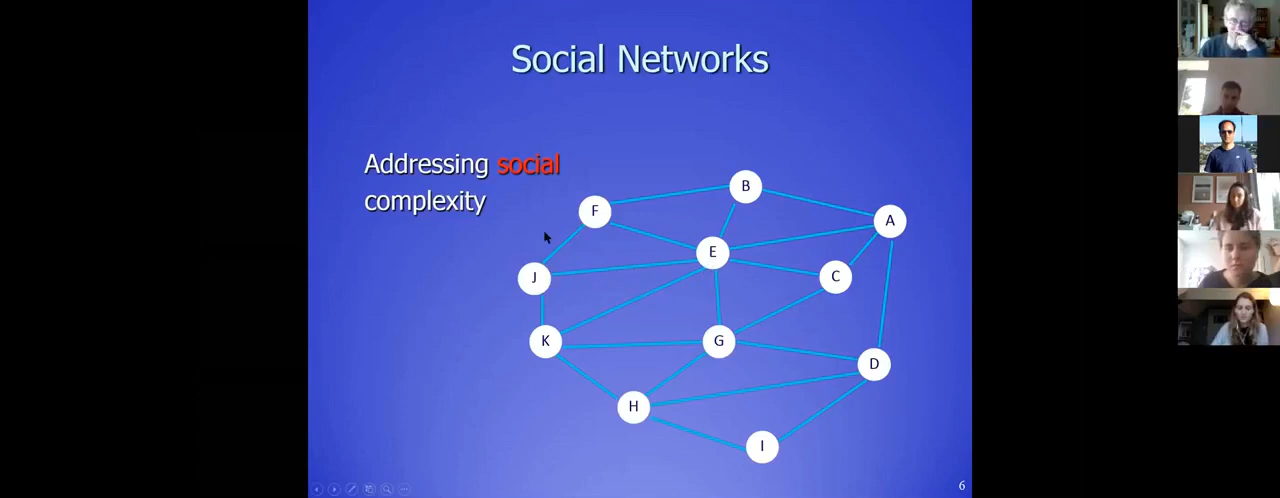 Social Networks
Addressing social
complexity
B
F
A
E
J
C
K
G
D
H
I
6